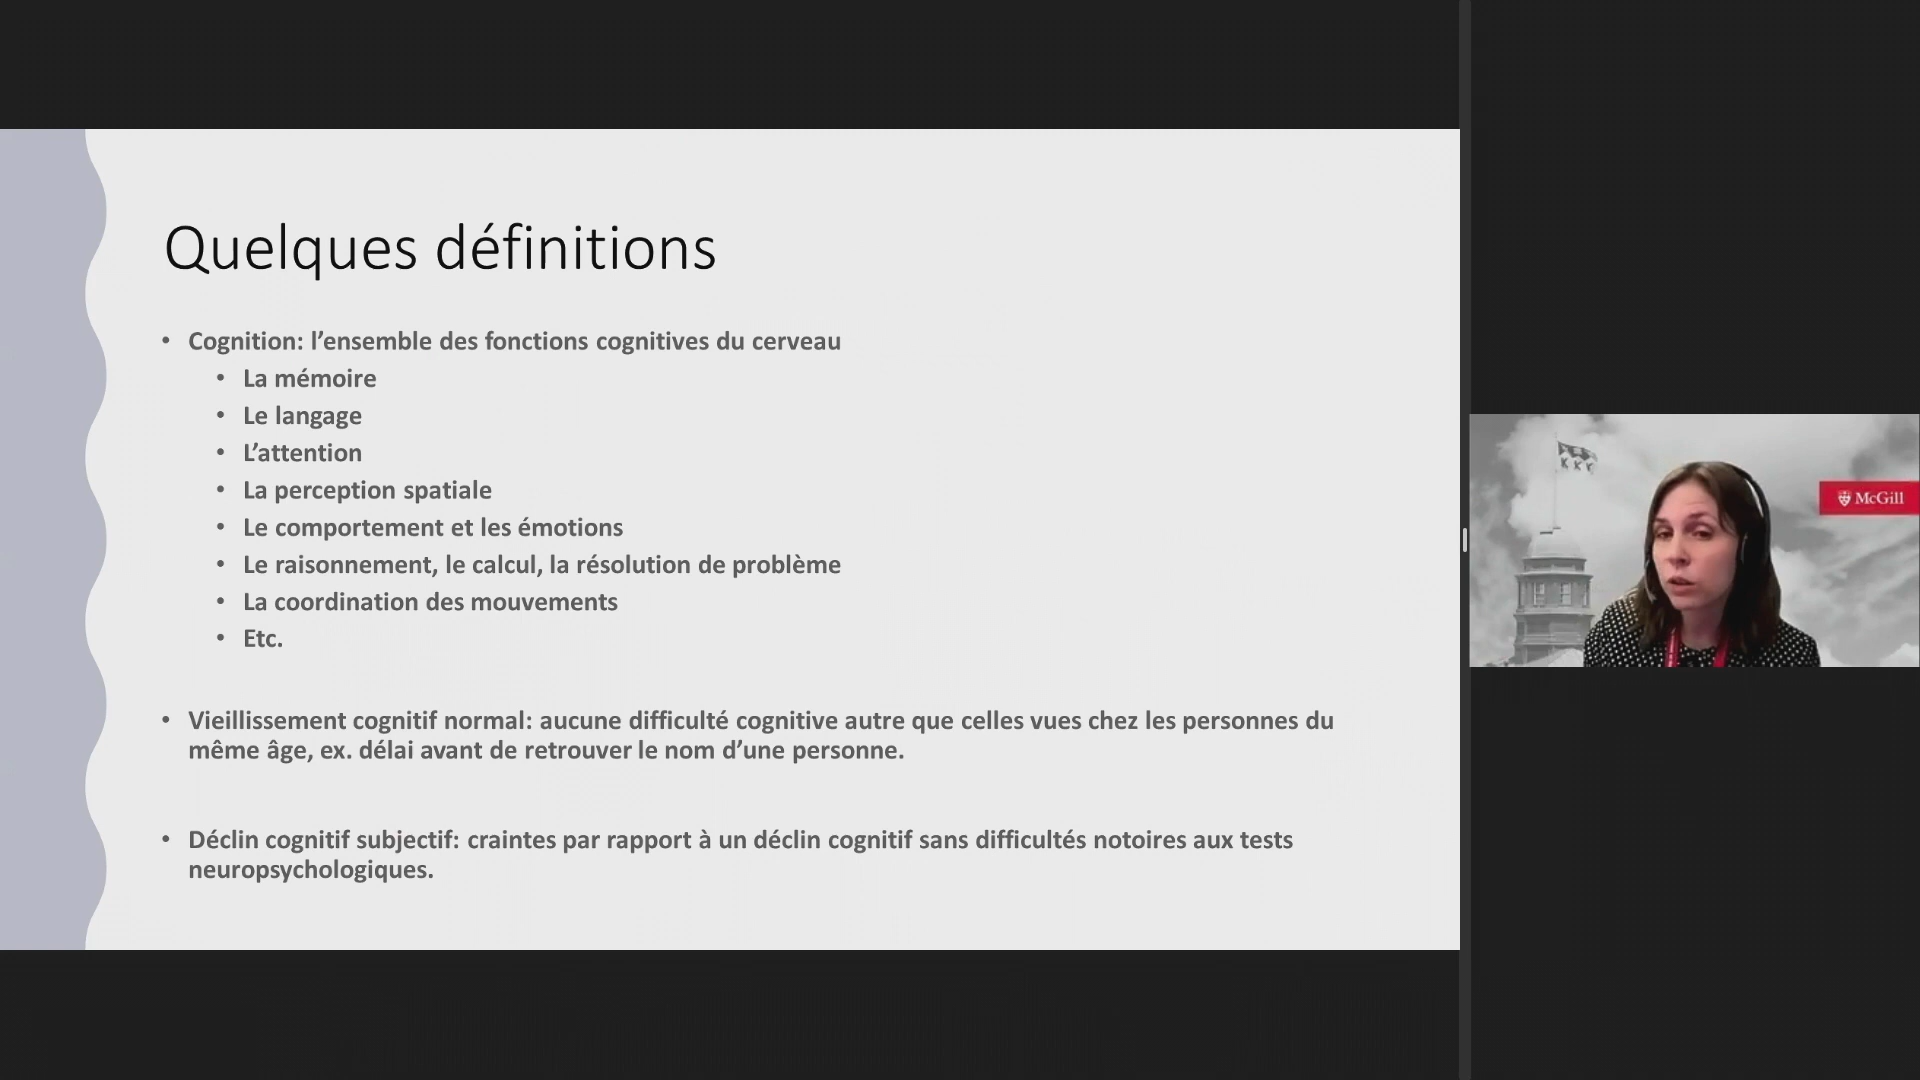 Quelques définitions
• Cognition: l’ensemble des fonctions cognitives du cerveau
• La mémoire
• Le langage
• L’attention
• La perception spatiale
• Le comportement et les émotions
• Le raisonnement, le calcul, la résolution de problème
• La coordination des mouvements
• Etc.
• Vieillissement cognitif normal: aucune difficulté cognitive autre que celles vues chez les personnes du
même âge, ex. délai avant de retrouver le nom d’une personne.
• Déclin cognitif subjectif: craintes par rapport à un déclin cognitif sans difficultés notoires aux tests
neuropsychologiques.
McGill